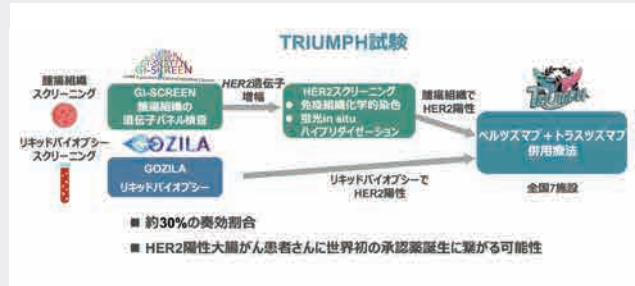 TRIUMPH試験
腫瘍組織
スクリーニング
GI-SCREEN
GI-SCREEN
腫瘍組織の
遺伝子パネル検査
HER2遺伝子
増幅
HER2スクリーニング
● 免疫組織化学的染色
● 蛍光in situ
ハイブリダイゼーション
腫瘍組織で
HER2陽性
TRIUMPH
ペルツズマブ+トラスツズマブ
併用療法
全国7施設
リキッドバイオプシー
スクリーニング
GOZILA
GOZILA
リキッドバイオプシー
リキッドバイオプシーで
HER2陽性
■ 約30%の奏効割合
■ HER2陽性大腸がん患者さんに世界初の承認薬誕生に繋がる可能性